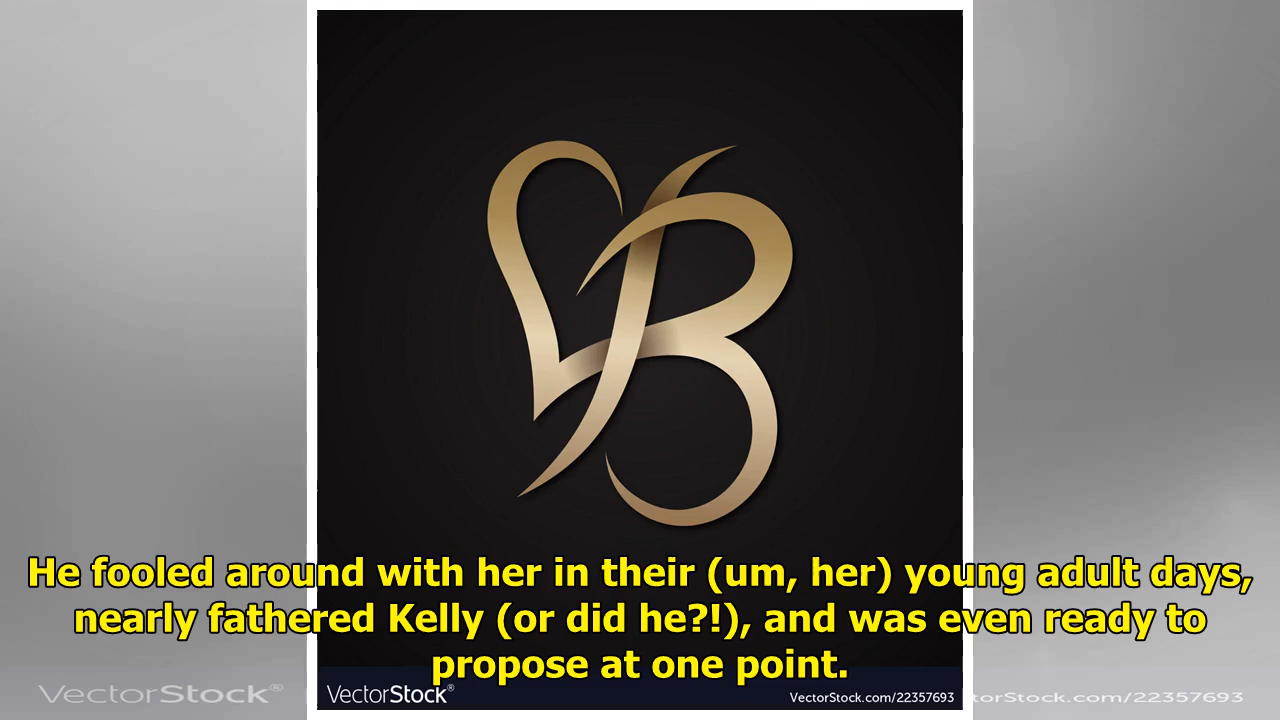 VB
He fooled around with her in their (um, her) young adult days,
nearly fathered Kelly (or did he?!), and was even ready to
propose at one point.
VectorStock®
VectorStock®
VectorStock.com/22357693
torStock.com/22357693